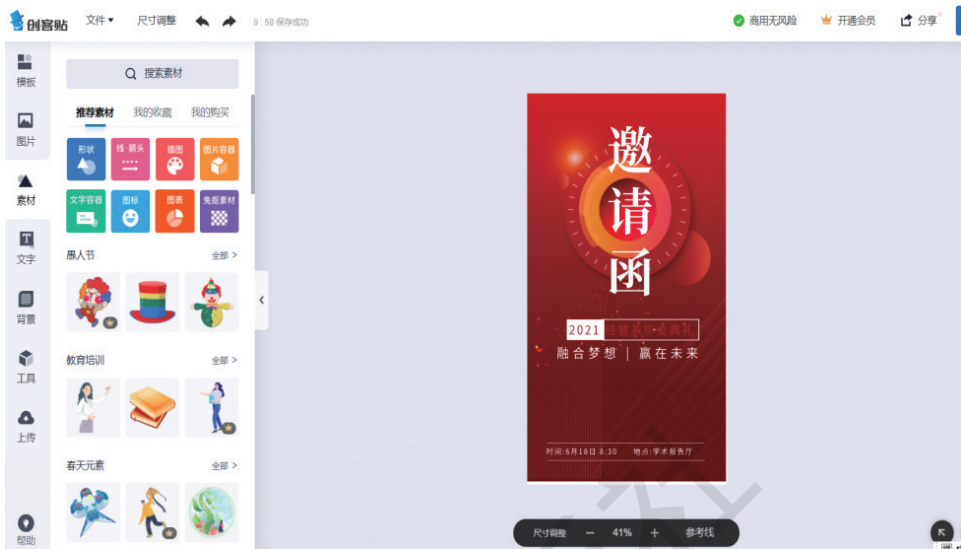 创客贴 文件 尺寸调整 9:58 保存成功 商用无风险 开通会员 分享
模板
图片
素材
文字
背景
工具
上传
帮助
搜索素材
推荐素材 我的收藏 我的购买
形状 线·箭头 插图 图片容器
文字容器 图标 图表 免抠素材
愚人节 全部 >
教育培训 全部 >
春天元素 全部 >
邀
请
函
2021 经管系毕业典礼
融合梦想 | 赢在未来
时间:6月18日 8:30 地点:学术报告厅
尺寸调整 — 41% + 参考线